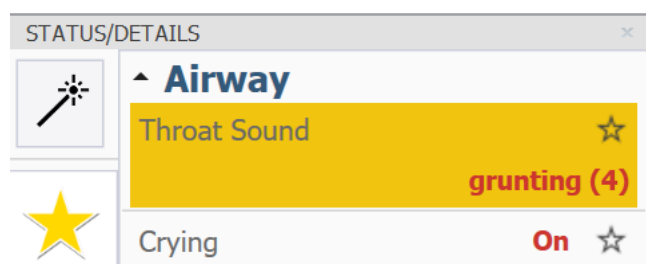 STATUS/DETAILS
Airway
Throat Sound
grunting (4)
Crying On